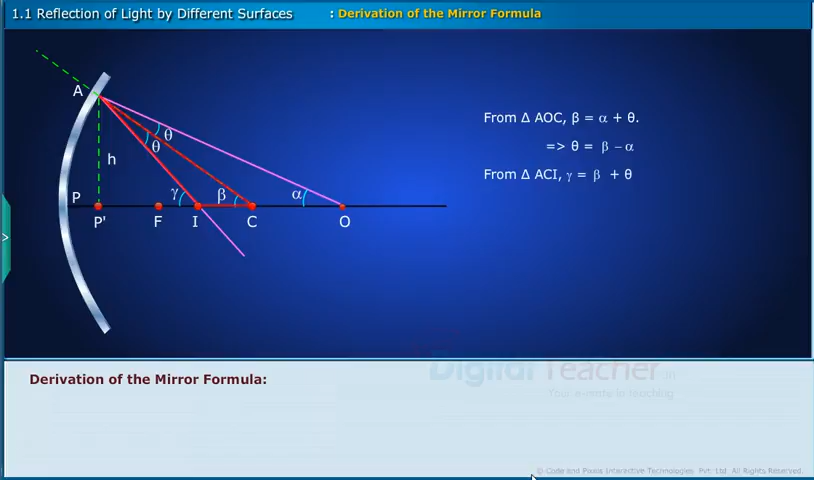 1.1 Reflection of Light by Different Surfaces : Derivation of the Mirror Formula
A
θ
θ
h
P
γ
β
α
P' F I C O
From Δ AOC, β = α + θ.
=> θ = β − α
From Δ ACI, γ = β + θ
>
Derivation of the Mirror Formula:
Digital Teacher.in
© Code and Pixels Interactive Technologies Pvt. Ltd. All Rights Reserved.